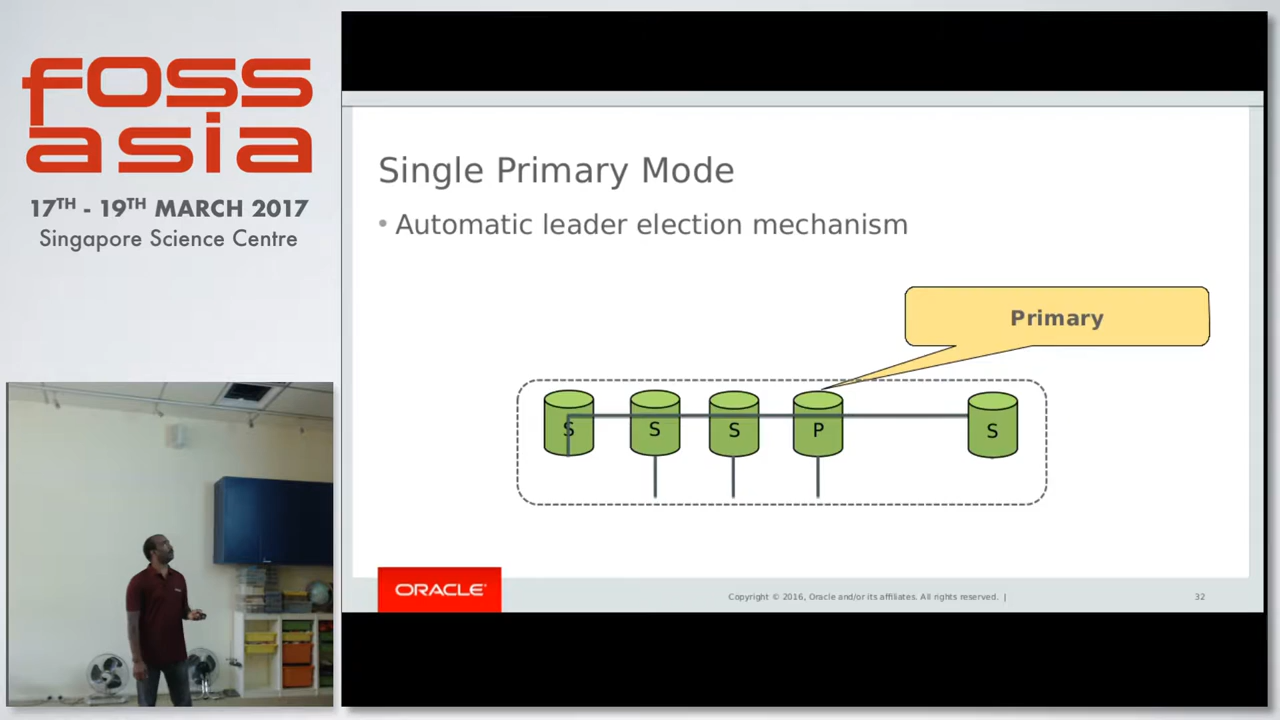 foss
asia
17TH - 19TH MARCH 2017
Singapore Science Centre
Single Primary Mode
• Automatic leader election mechanism
Primary
S S S P S
ORACLE
Copyright © 2016, Oracle and/or its affiliates. All rights reserved. |
32